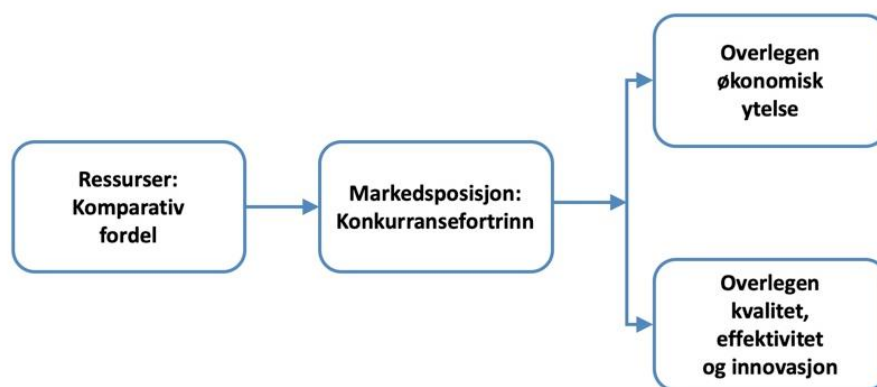 Ressurser:
Komparativ
fordel
Markedsposisjon:
Konkurransefortrinn
Overlegen
økonomisk
ytelse
Overlegen
kvalitet,
effektivitet
og innovasjon